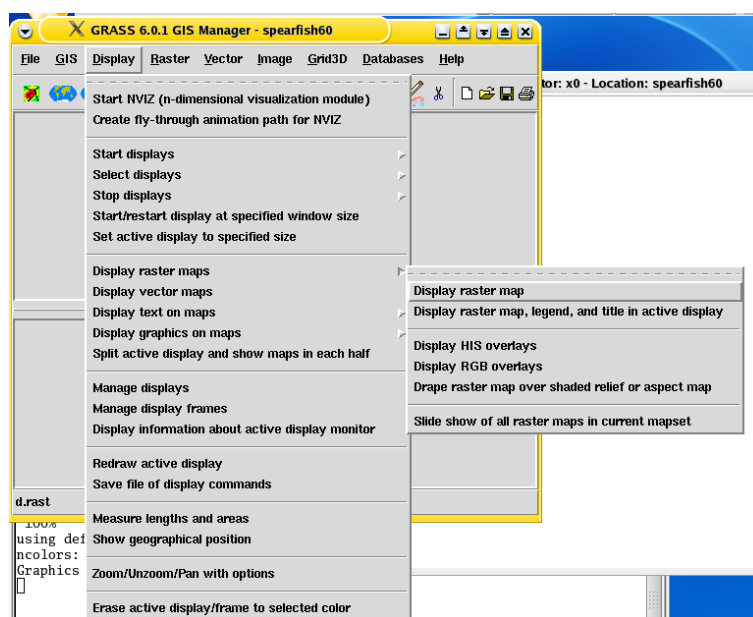 GRASS 6.0.1 GIS Manager - spearfish60
File GIS Display Raster Vector Image Grid3D Databases Help
tor: x0 - Location: spearfish60
Start NVIZ (n-dimensional visualization module)
Create fly-through animation path for NVIZ
Start displays
Select displays
Stop displays
Start/restart display at specified window size
Set active display to specified size
Display raster maps
Display vector maps
Display text on maps
Display graphics on maps
Split active display and show maps in each half
Manage displays
Manage display frames
Display information about active display monitor
Redraw active display
Save file of display commands
Measure lengths and areas
Show geographical position
Zoom/Unzoom/Pan with options
Erase active display/frame to selected color
Display raster map
Display raster map, legend, and title in active display
Display HIS overlays
Display RGB overlays
Drape raster map over shaded relief or aspect map
Slide show of all raster maps in current mapset
d.rast
100%
using def
ncolors:
Graphics